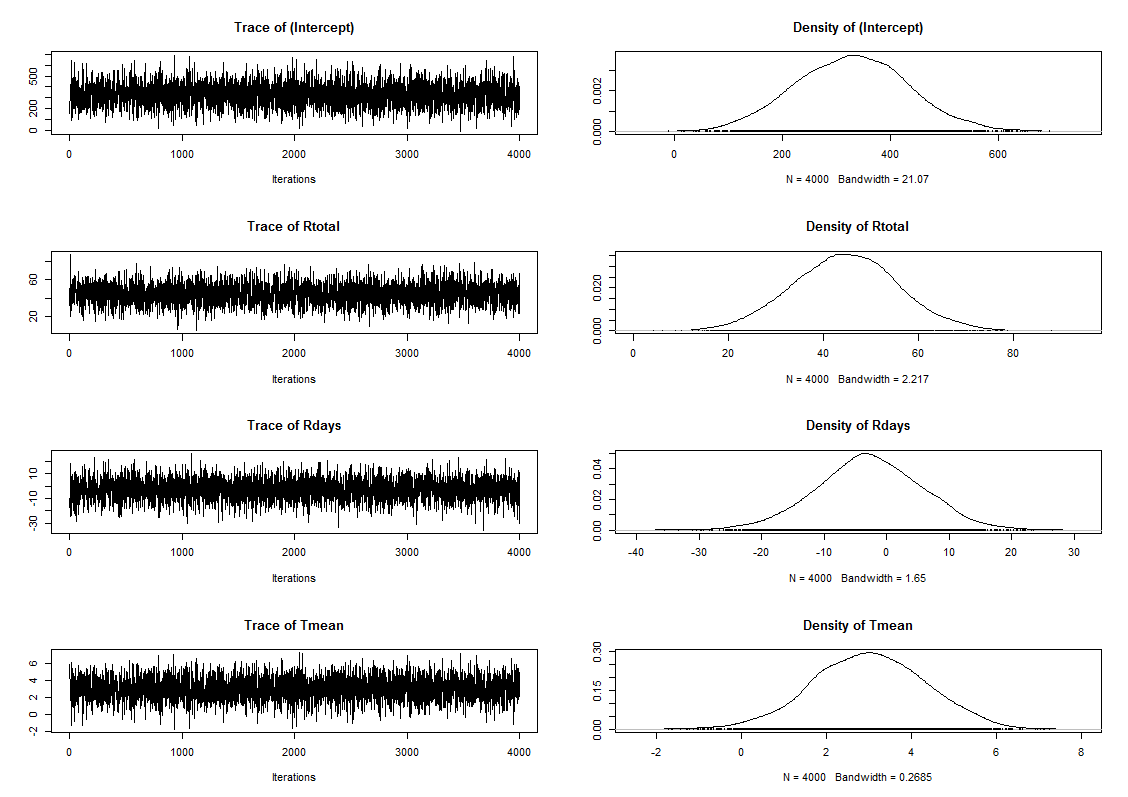 Trace of (Intercept)
0 200 500
0 1000 2000 3000 4000
Iterations
Density of (Intercept)
0.000 0.002
0 200 400 600
N = 4000 Bandwidth = 21.07
Trace of Rtotal
20 60
0 1000 2000 3000 4000
Iterations
Density of Rtotal
0.000 0.020
0 20 40 60 80
N = 4000 Bandwidth = 2.217
Trace of Rdays
-30 -10 10
0 1000 2000 3000 4000
Iterations
Density of Rdays
0.00 0.02 0.04
-40 -30 -20 -10 0 10 20 30
N = 4000 Bandwidth = 1.65
Trace of Tmean
-2 0 2 4 6
0 1000 2000 3000 4000
Iterations
Density of Tmean
0.00 0.15 0.30
-2 0 2 4 6 8
N = 4000 Bandwidth = 0.2685